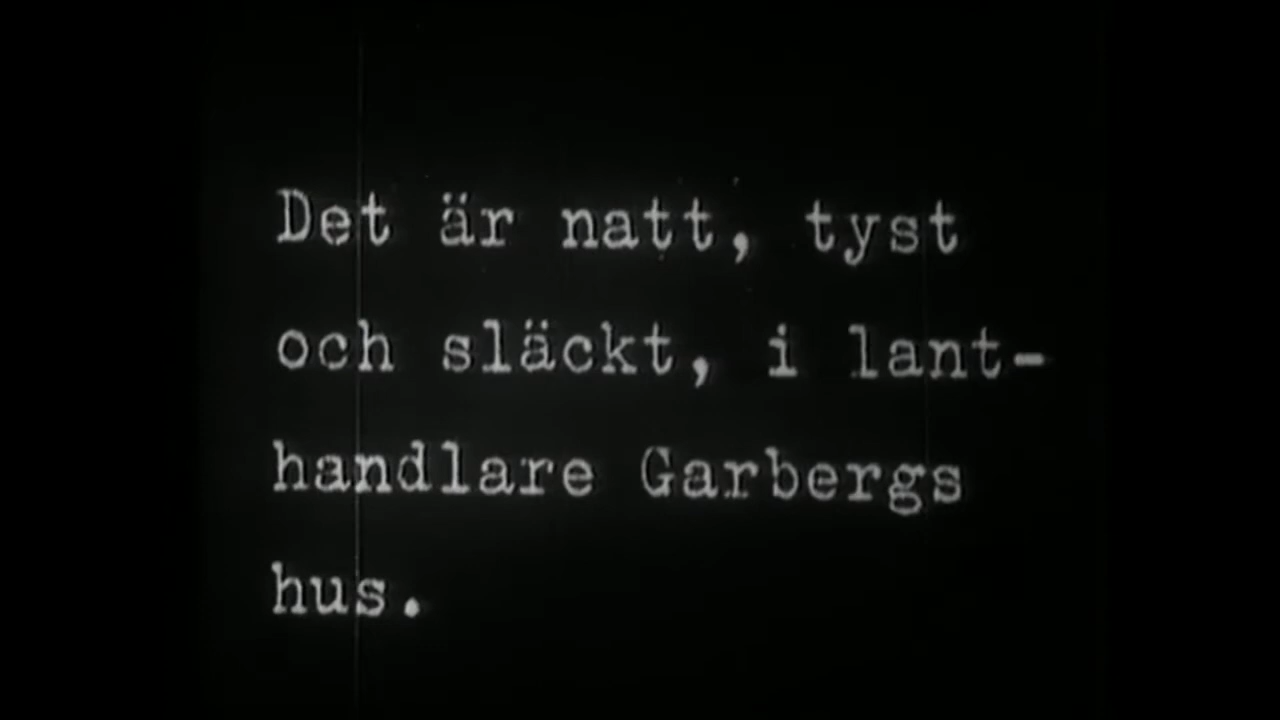 Det är natt, tyst
och släckt, i lant-
handlare Garbergs
hus.